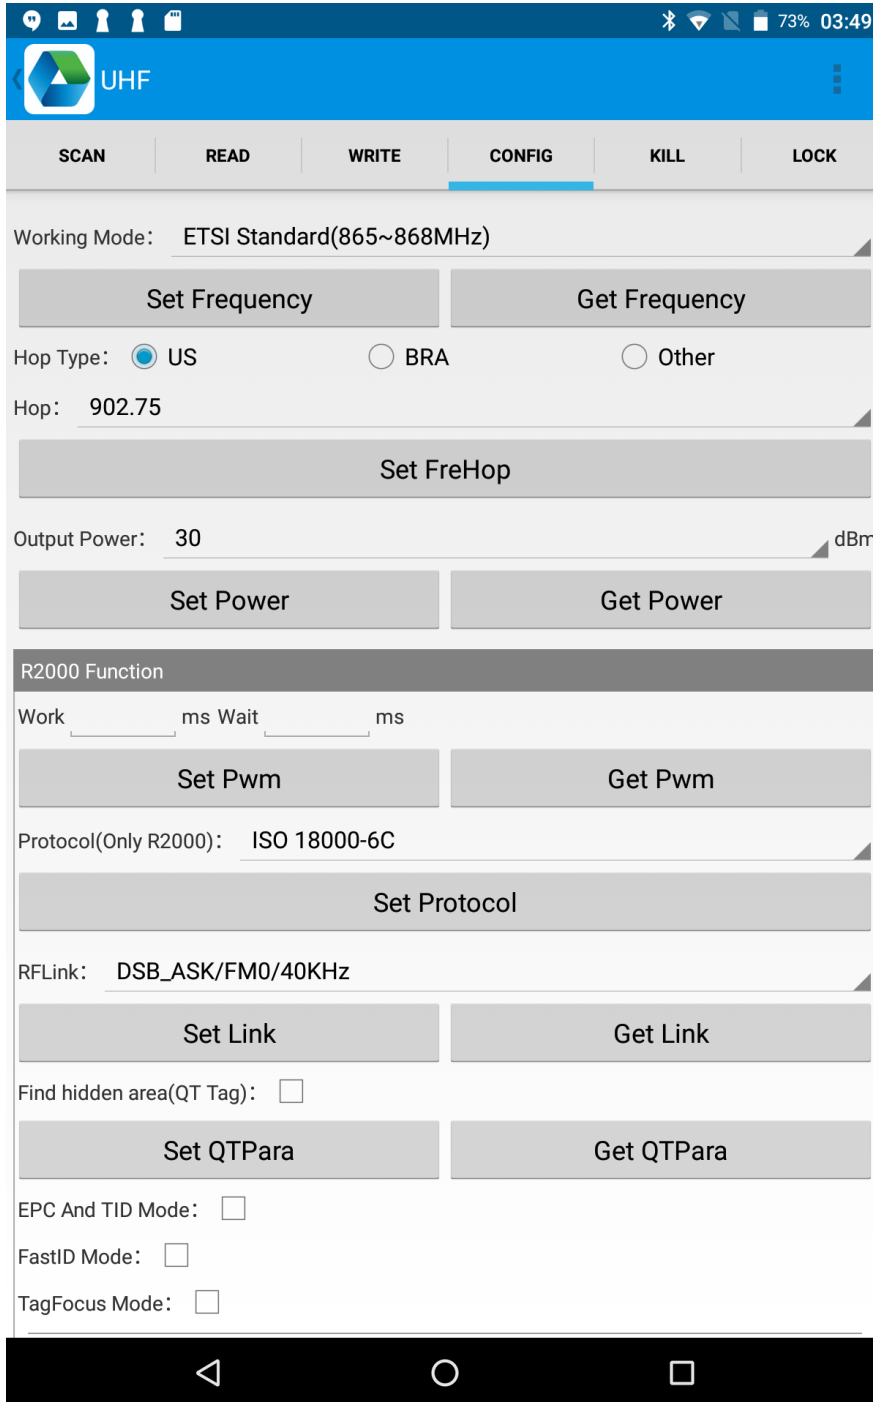 73% 03:49
UHF
SCAN READ WRITE CONFIG KILL LOCK
Working Mode: ETSI Standard(865~868MHz)
Set Frequency Get Frequency
Hop Type: US BRA Other
Hop: 902.75
Set FreHop
Output Power: 30 dBm
Set Power Get Power
R2000 Function
Work ms Wait ms
Set Pwm Get Pwm
Protocol(Only R2000): ISO 18000-6C
Set Protocol
RFLink: DSB_ASK/FM0/40KHz
Set Link Get Link
Find hidden area(QT Tag):
Set QTPara Get QTPara
EPC And TID Mode:
FastID Mode:
TagFocus Mode: